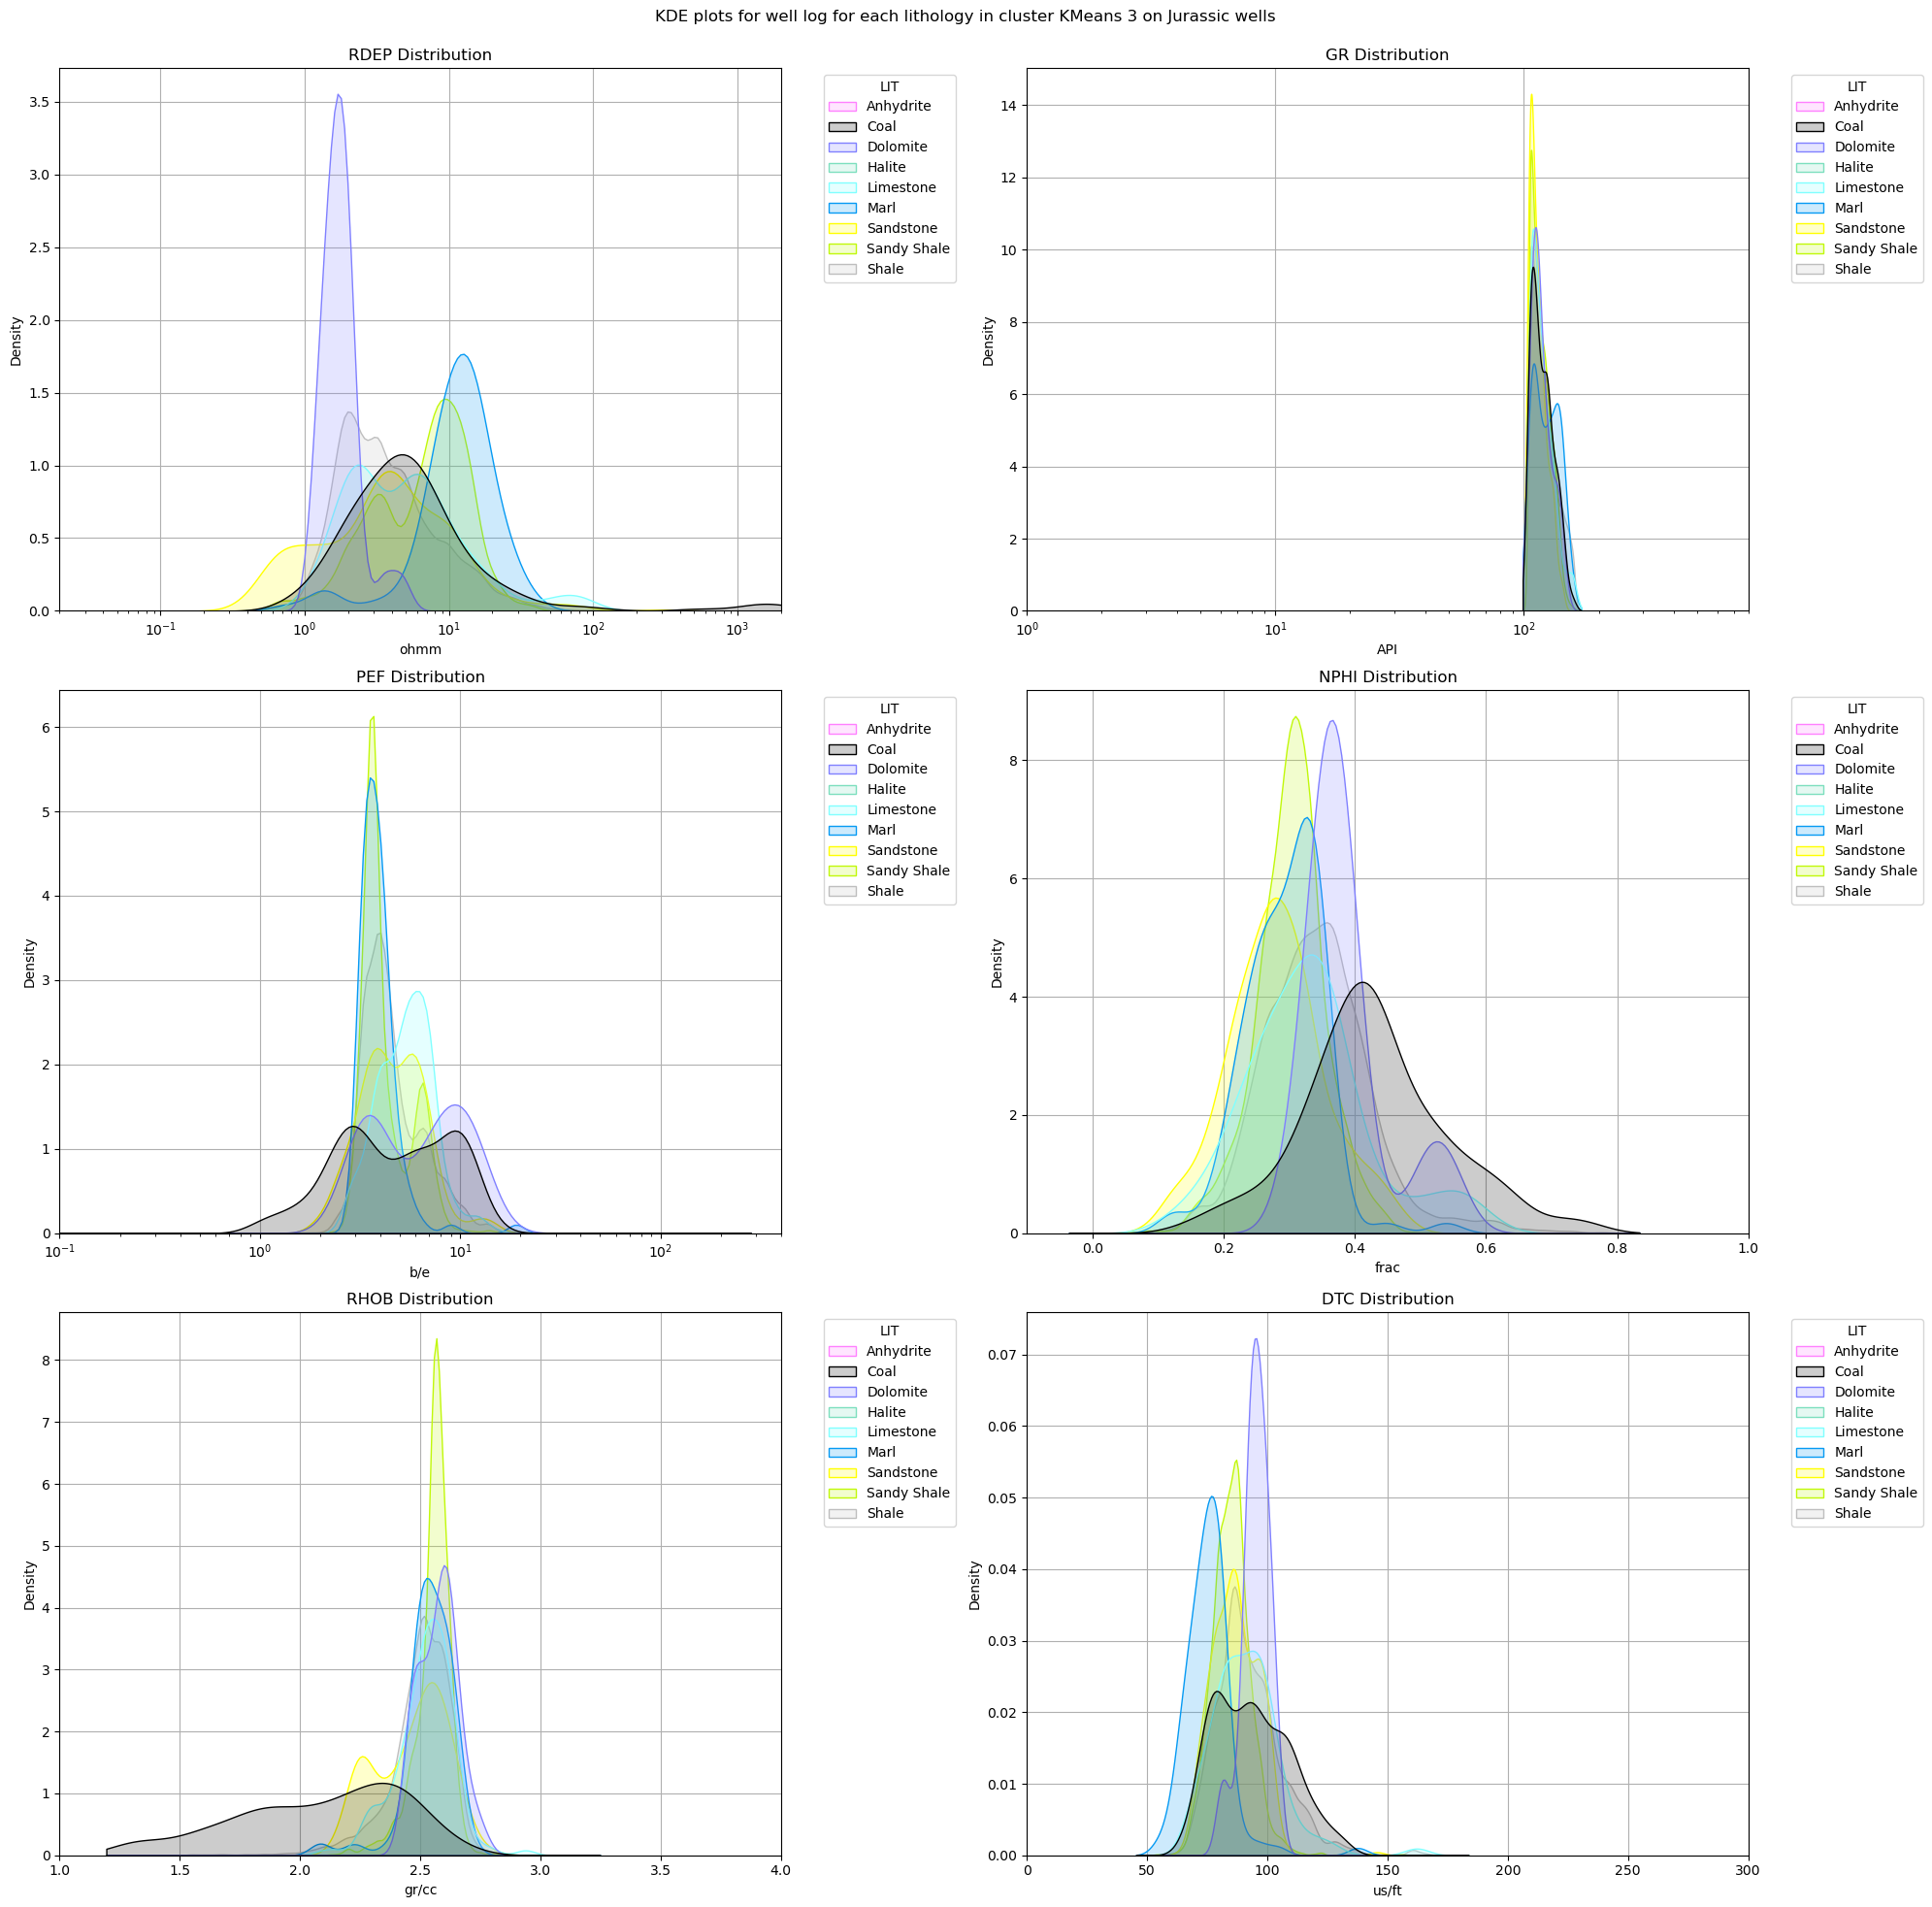 KDE plots for well log for each lithology in cluster KMeans 3 on Jurassic wells
RDEP Distribution
Density
3.5
3.0
2.5
2.0
1.5
1.0
0.5
0.0
10⁻¹ 10⁰ 10¹ 10² 10³
ohmm
LIT
Anhydrite
Coal
Dolomite
Halite
Limestone
Marl
Sandstone
Sandy Shale
Shale
GR Distribution
Density
14
12
10
8
6
4
2
0
10⁰ 10¹ 10²
API
LIT
Anhydrite
Coal
Dolomite
Halite
Limestone
Marl
Sandstone
Sandy Shale
Shale
PEF Distribution
Density
6
5
4
3
2
1
0
10⁻¹ 10⁰ 10¹ 10²
b/e
LIT
Anhydrite
Coal
Dolomite
Halite
Limestone
Marl
Sandstone
Sandy Shale
Shale
NPHI Distribution
Density
8
6
4
2
0
0.0 0.2 0.4 0.6 0.8 1.0
frac
LIT
Anhydrite
Coal
Dolomite
Halite
Limestone
Marl
Sandstone
Sandy Shale
Shale
RHOB Distribution
Density
8
7
6
5
4
3
2
1
0
1.0 1.5 2.0 2.5 3.0 3.5 4.0
gr/cc
LIT
Anhydrite
Coal
Dolomite
Halite
Limestone
Marl
Sandstone
Sandy Shale
Shale
DTC Distribution
Density
0.07
0.06
0.05
0.04
0.03
0.02
0.01
0.00
0 50 100 150 200 250 300
us/ft
LIT
Anhydrite
Coal
Dolomite
Halite
Limestone
Marl
Sandstone
Sandy Shale
Shale